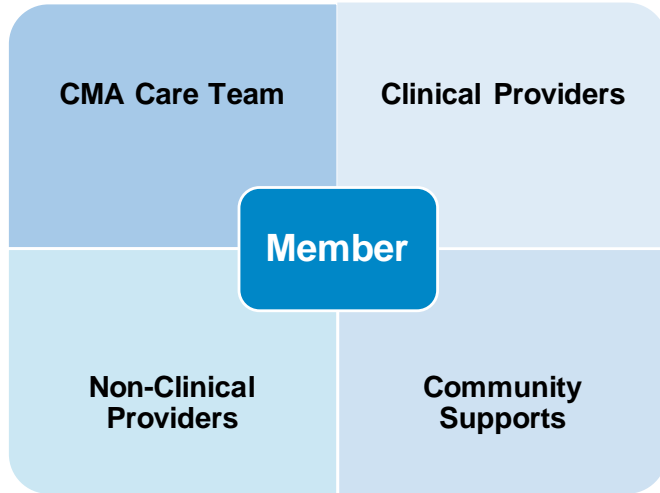 CMA Care Team
Clinical Providers
Member
Non-Clinical
Providers
Community
Supports